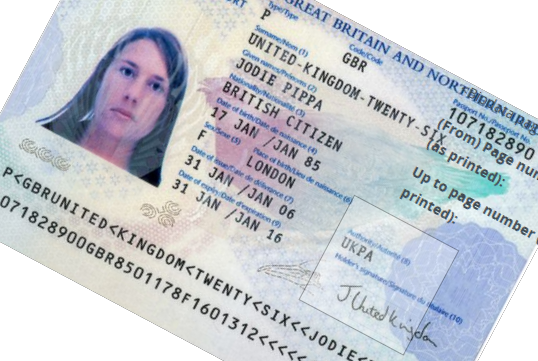 GREAT BRITAIN AND NORTHERN IRE
Type/Type
P
Code/Code
GBR
Passport No./Passeport
107182890
Surname/Nom (1)
UNITED-KINGDOM-TWENTY-SIX
Given names/Prénoms (2)
JODIE PIPPA
Nationality/Nationalité (3)
BRITISH CITIZEN
Date of birth/Date de naissance (4)
17 JAN /JAN 85
Sex/Sexe (5)
F
Place of birth/Lieu de naissance (6)
LONDON
Date of issue/Date de délivrance (7)
31 JAN /JAN 06
Date of expiry/Date d'expiration (9)
31 JAN /JAN 16
(From) Page num
(as printed):
Up to page number
printed):
Authority/Autorité (8)
UKPA
Holder's signature/Signature du titulaire (10)
J United kingdom
P<GBRUNITED<KINGDOM<TWENTY<SIX<<JODIE<
071828900GBR8501178F1601312<<<<<